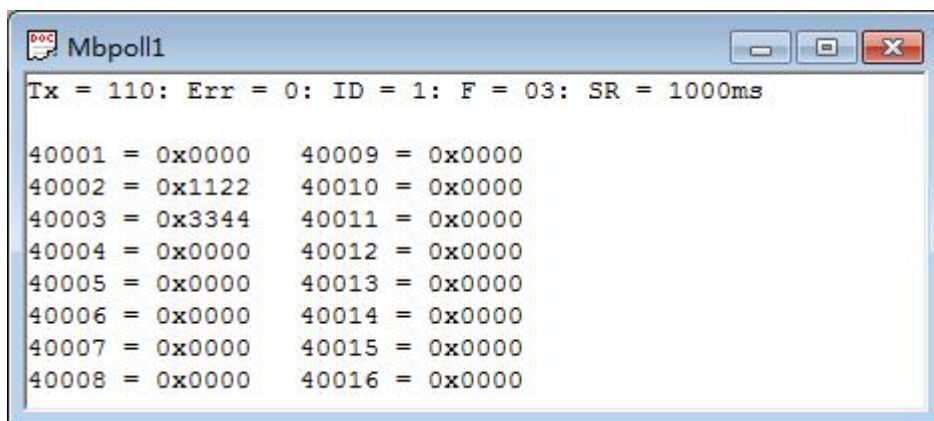 Mbpoll1
Tx = 110: Err = 0: ID = 1: F = 03: SR = 1000ms
40001 = 0x0000   40009 = 0x0000
40002 = 0x1122   40010 = 0x0000
40003 = 0x3344   40011 = 0x0000
40004 = 0x0000   40012 = 0x0000
40005 = 0x0000   40013 = 0x0000
40006 = 0x0000   40014 = 0x0000
40007 = 0x0000   40015 = 0x0000
40008 = 0x0000   40016 = 0x0000